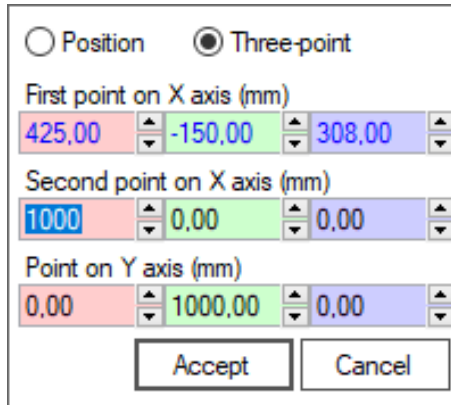 Position Three-point
First point on X axis (mm)
425,00 -150,00 308,00
Second point on X axis (mm)
1000 0,00 0,00
Point on Y axis (mm)
0,00 1000,00 0,00
Accept Cancel